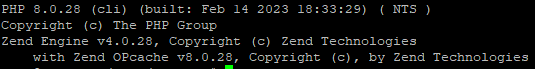 PHP 8.0.28 (cli) (built: Feb 14 2023 18:33:29) ( NTS )
Copyright (c) The PHP Group
Zend Engine v4.0.28, Copyright (c) Zend Technologies
    with Zend OPcache v8.0.28, Copyright (c), by Zend Technologies